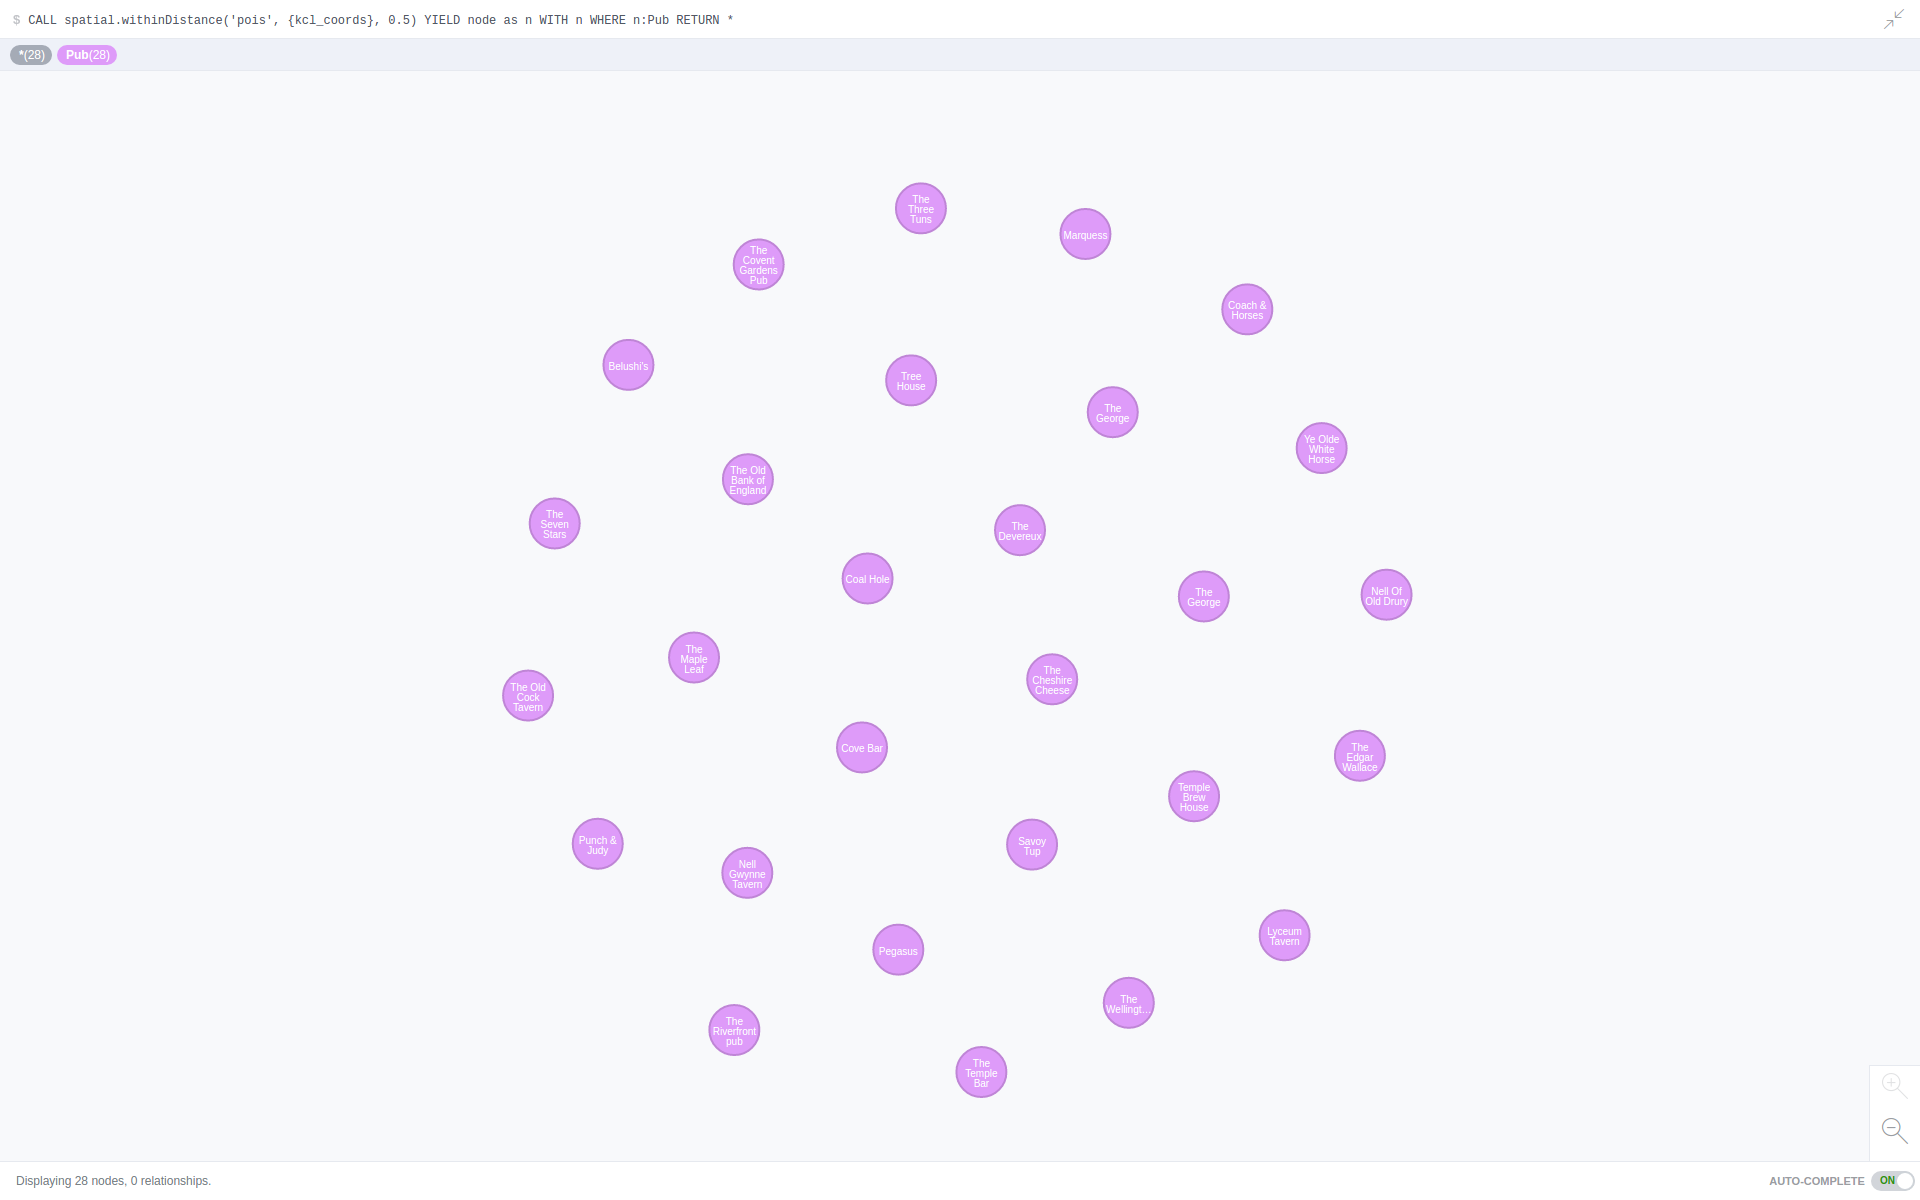 $ CALL spatial.withinDistance('pois', {kcl_coords}, 0.5) YIELD node as n WITH n WHERE n:Pub RETURN *
*(28) Pub(28)
The
Three
Tuns
Marquess
The
Covent
Gardens
Pub
Coach &
Horses
Belushi's
Tree
House
The
George
Ye Olde
White
Horse
The Old
Bank of
England
The
Seven
Stars
The
Devereux
Coal Hole
The
George
Nell Of
Old Drury
The
Maple
Leaf
The
Cheshire
Cheese
The Old
Cock
Tavern
Cove Bar
The
Edgar
Wallace
Temple
Brew
House
Punch &
Judy
Savoy
Tup
Nell
Gwynne
Tavern
Lyceum
Tavern
Pegasus
The
Wellingt...
The
Riverfront
pub
The
Temple
Bar
Displaying 28 nodes, 0 relationships.
AUTO-COMPLETE ON